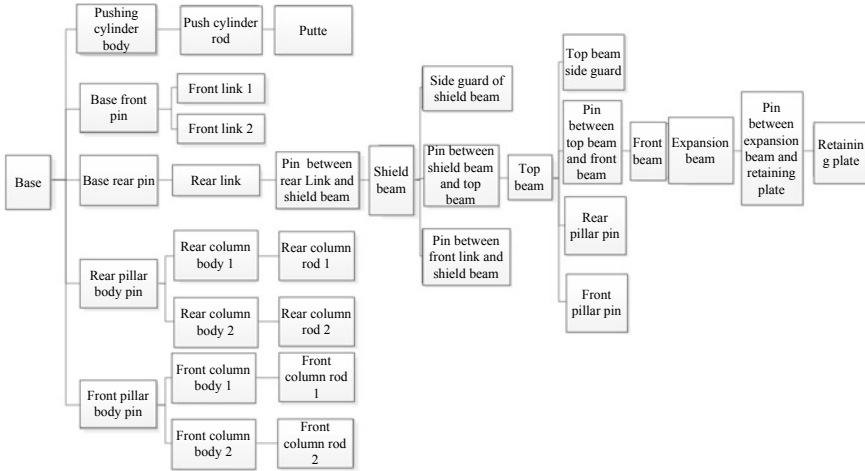 Pushing
cylinder
body
Push cylinder
rod
Putte
Base front
pin
Front link 1
Front link 2
Base
Base rear pin
Rear link
Pin between
rear Link and
shield beam
Shield
beam
Side guard of
shield beam
Pin between
shield beam
and top
beam
Pin between
front link and
shield beam
Top
beam
Top beam
side guard
Pin
between
top beam
and front
beam
Front
beam
Expansion
beam
Pin
between
expansion
beam and
retaining
plate
Retainin
g plate
Rear
pillar pin
Front
pillar pin
Rear pillar
body pin
Rear column
body 1
Rear column
rod 1
Rear column
body 2
Rear column
rod 2
Front pillar
body pin
Front column
body 1
Front
column rod
1
Front column
body 2
Front
column rod
2